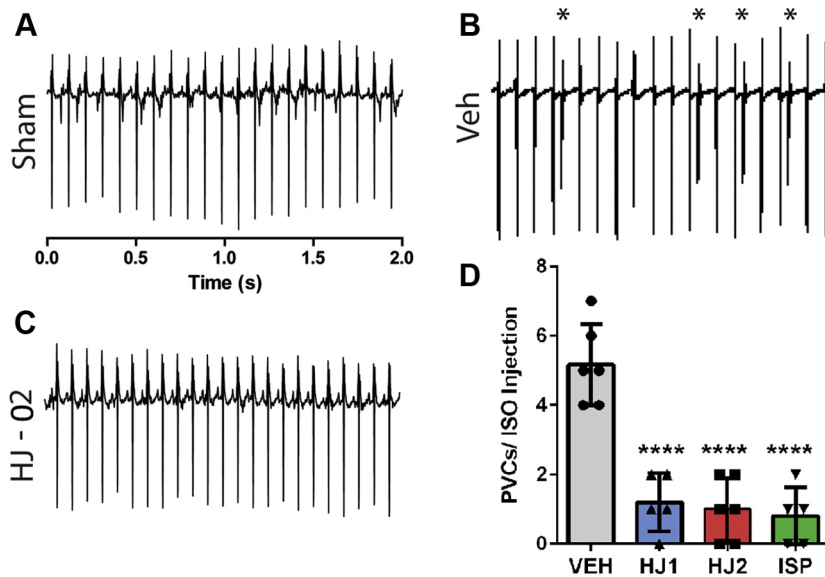 A
Sham
0.0 0.5 1.0 1.5 2.0
Time (s)
B
* * * *
Veh
C
HJ - 02
D
PVCs/ ISO Injection
8
6
4
2
0
**** **** ****
VEH HJ1 HJ2 ISP